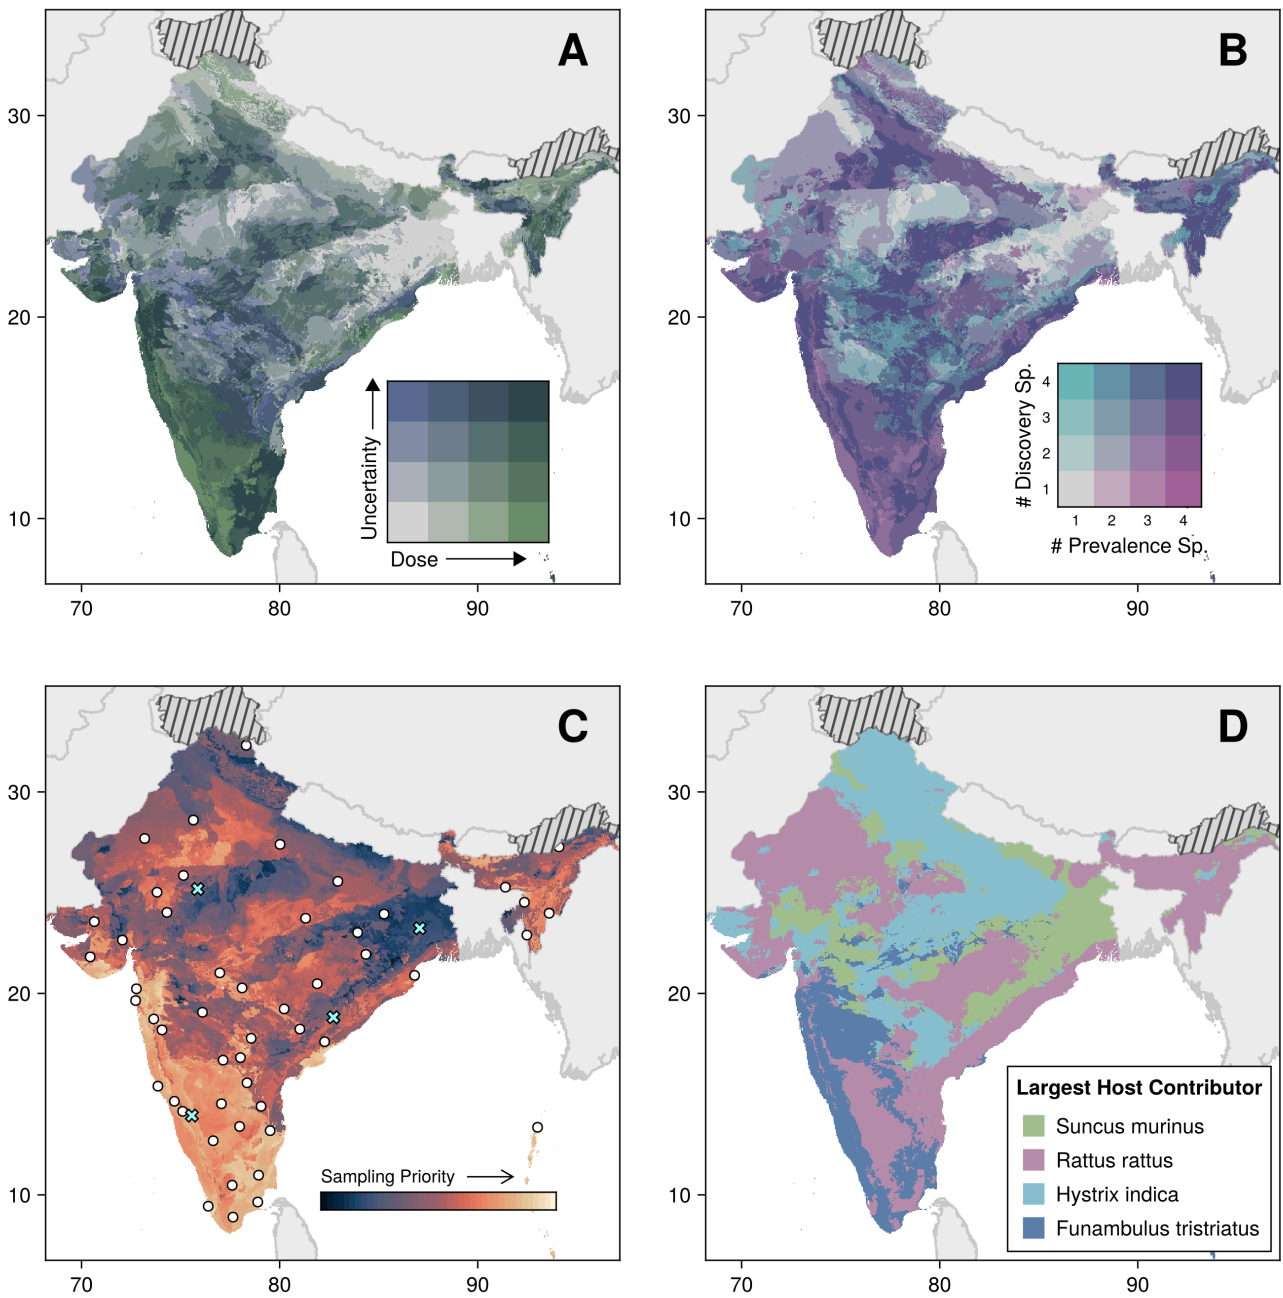 A
30
20
10
Uncertainty
Dose
70
80
90
B
30
20
10
# Discovery Sp.
4
3
2
1
1 2 3 4
# Prevalence Sp.
70
80
90
C
30
20
10
Sampling Priority
70
80
90
D
30
20
10
Largest Host Contributor
Suncus murinus
Rattus rattus
Hystrix indica
Funambulus tristriatus
70
80
90